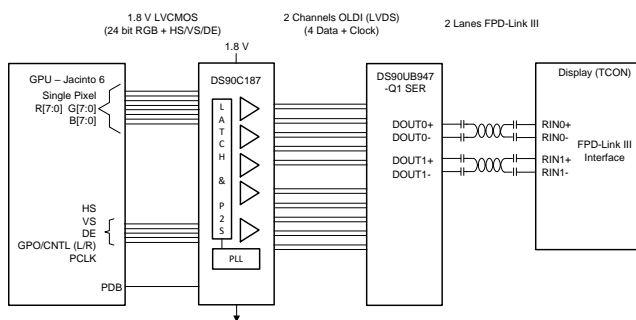 1.8 V LVCMOS
(24 bit RGB + HS/VS/DE)
2 Channels OLDI (LVDS)
(4 Data + Clock)
2 Lanes FPD-Link III
1.8 V
GPU – Jacinto 6
Single Pixel
R[7:0] G[7:0]
B[7:0]
HS
VS
DE
GPO/CNTL (L/R)
PCLK
PDB
DS90C187
L
A
T
C
H
&
P
2
S
PLL
DS90UB947
-Q1 SER
DOUT0+
DOUT0-
DOUT1+
DOUT1-
Display (TCON)
RIN0+
RIN0-
FPD-Link III
Interface
RIN1+
RIN1-